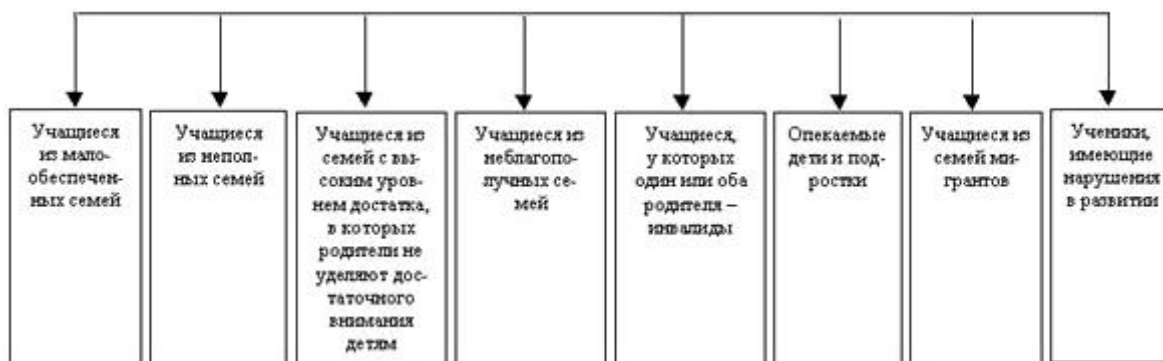 Учащиеся
из мало-
обеспечен-
ных семей
Учащиеся
из непол-
ных семей
Учащиеся из
семей с вы-
соким уров-
нем достатка,
в которых
родители не
уделяют дос-
таточного
внимания
детям
Учащиеся из
неблагопо-
лучных се-
мей
Учащиеся,
у которых
один или оба
родителя –
инвалиды
Опекаемые
дети и под-
ростки
Учащиеся из
семей ми-
грантов
Ученики,
имеющие
нарушения
в развитии